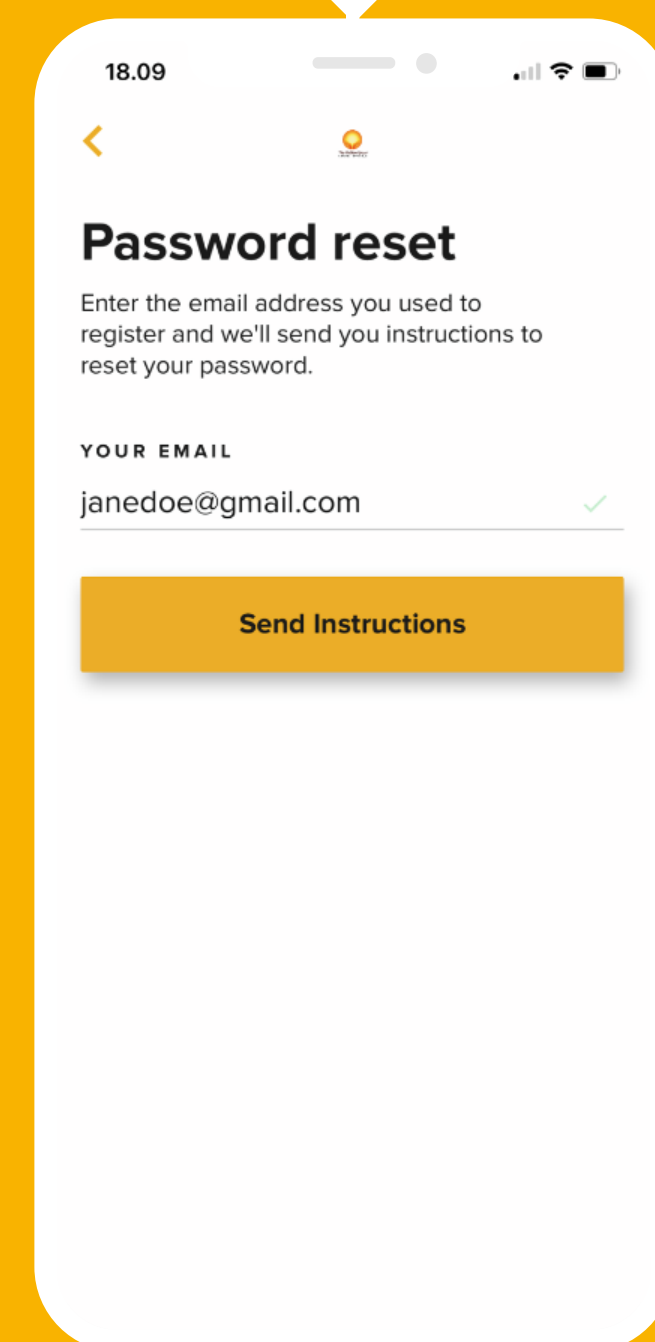 18.09
Password reset
Enter the email address you used to
register and we'll send you instructions to
reset your password.
YOUR EMAIL
janedoe@gmail.com
Send Instructions